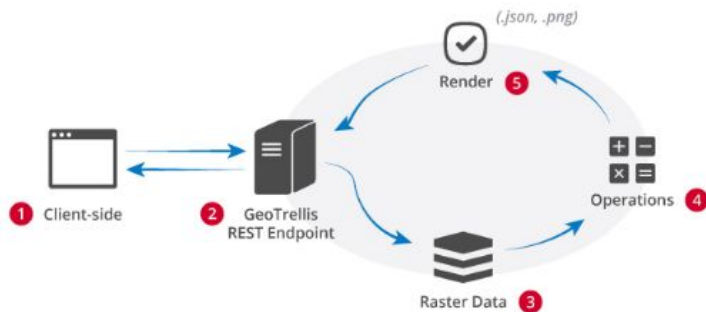 (.json, .png)
Render 5
1 Client-side
2 GeoTrellis
REST Endpoint
+ −
× =
Operations 4
Raster Data 3